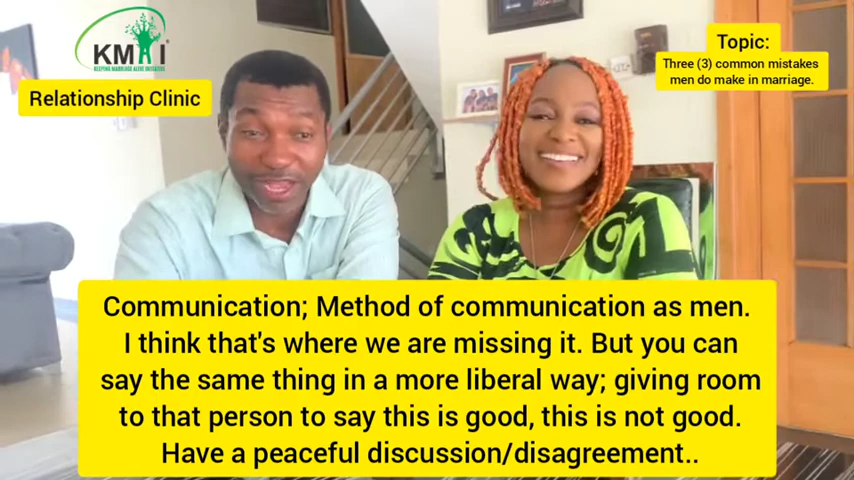 KMAI
KEEPING MARRIAGE ALIVE INITIATIVE
Relationship Clinic
Topic:
Three (3) common mistakes
men do make in marriage.
Communication; Method of communication as men.
I think that's where we are missing it. But you can
say the same thing in a more liberal way; giving room
to that person to say this is good, this is not good.
Have a peaceful discussion/disagreement..